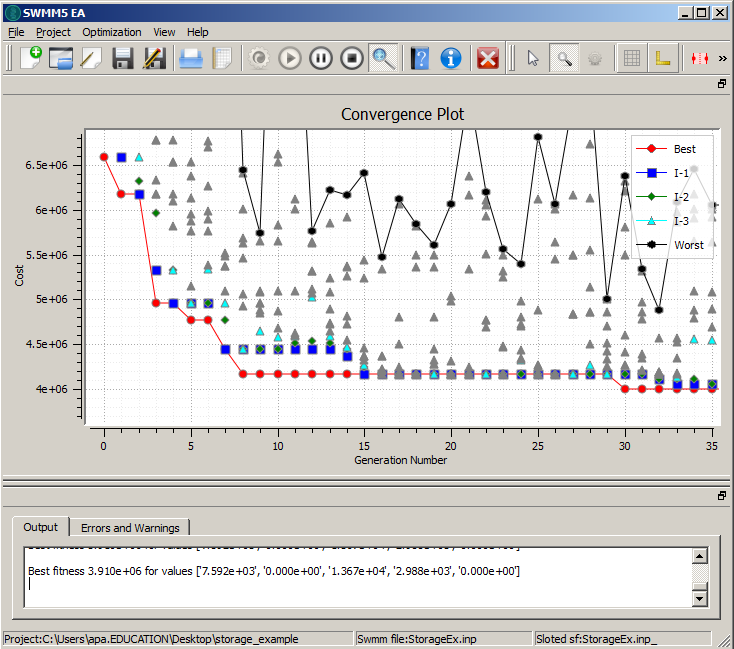 SWMM5 EA
File Project Optimization View Help
»
Convergence Plot
6.5e+06
6e+06
5.5e+06
5e+06
4.5e+06
4e+06
Cost
Best
I-1
I-2
I-3
Worst
0 5 10 15 20 25 30 35
Generation Number
Output Errors and Warnings
Best fitness 3.910e+06 for values ['7.592e+03', '0.000e+00', '1.367e+04', '2.988e+03', '0.000e+00']
Project:C:\Users\apa.EDUCATION\Desktop\storage_example Swmm file:StorageEx.inp Sloted sf:StorageEx.inp_